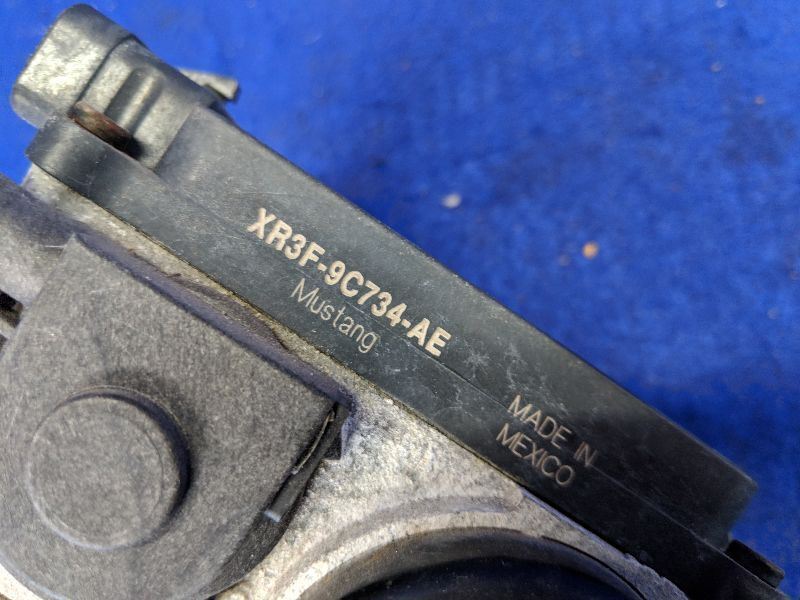 XR3F-9C734-AE
Mustang
MADE IN
MEXICO